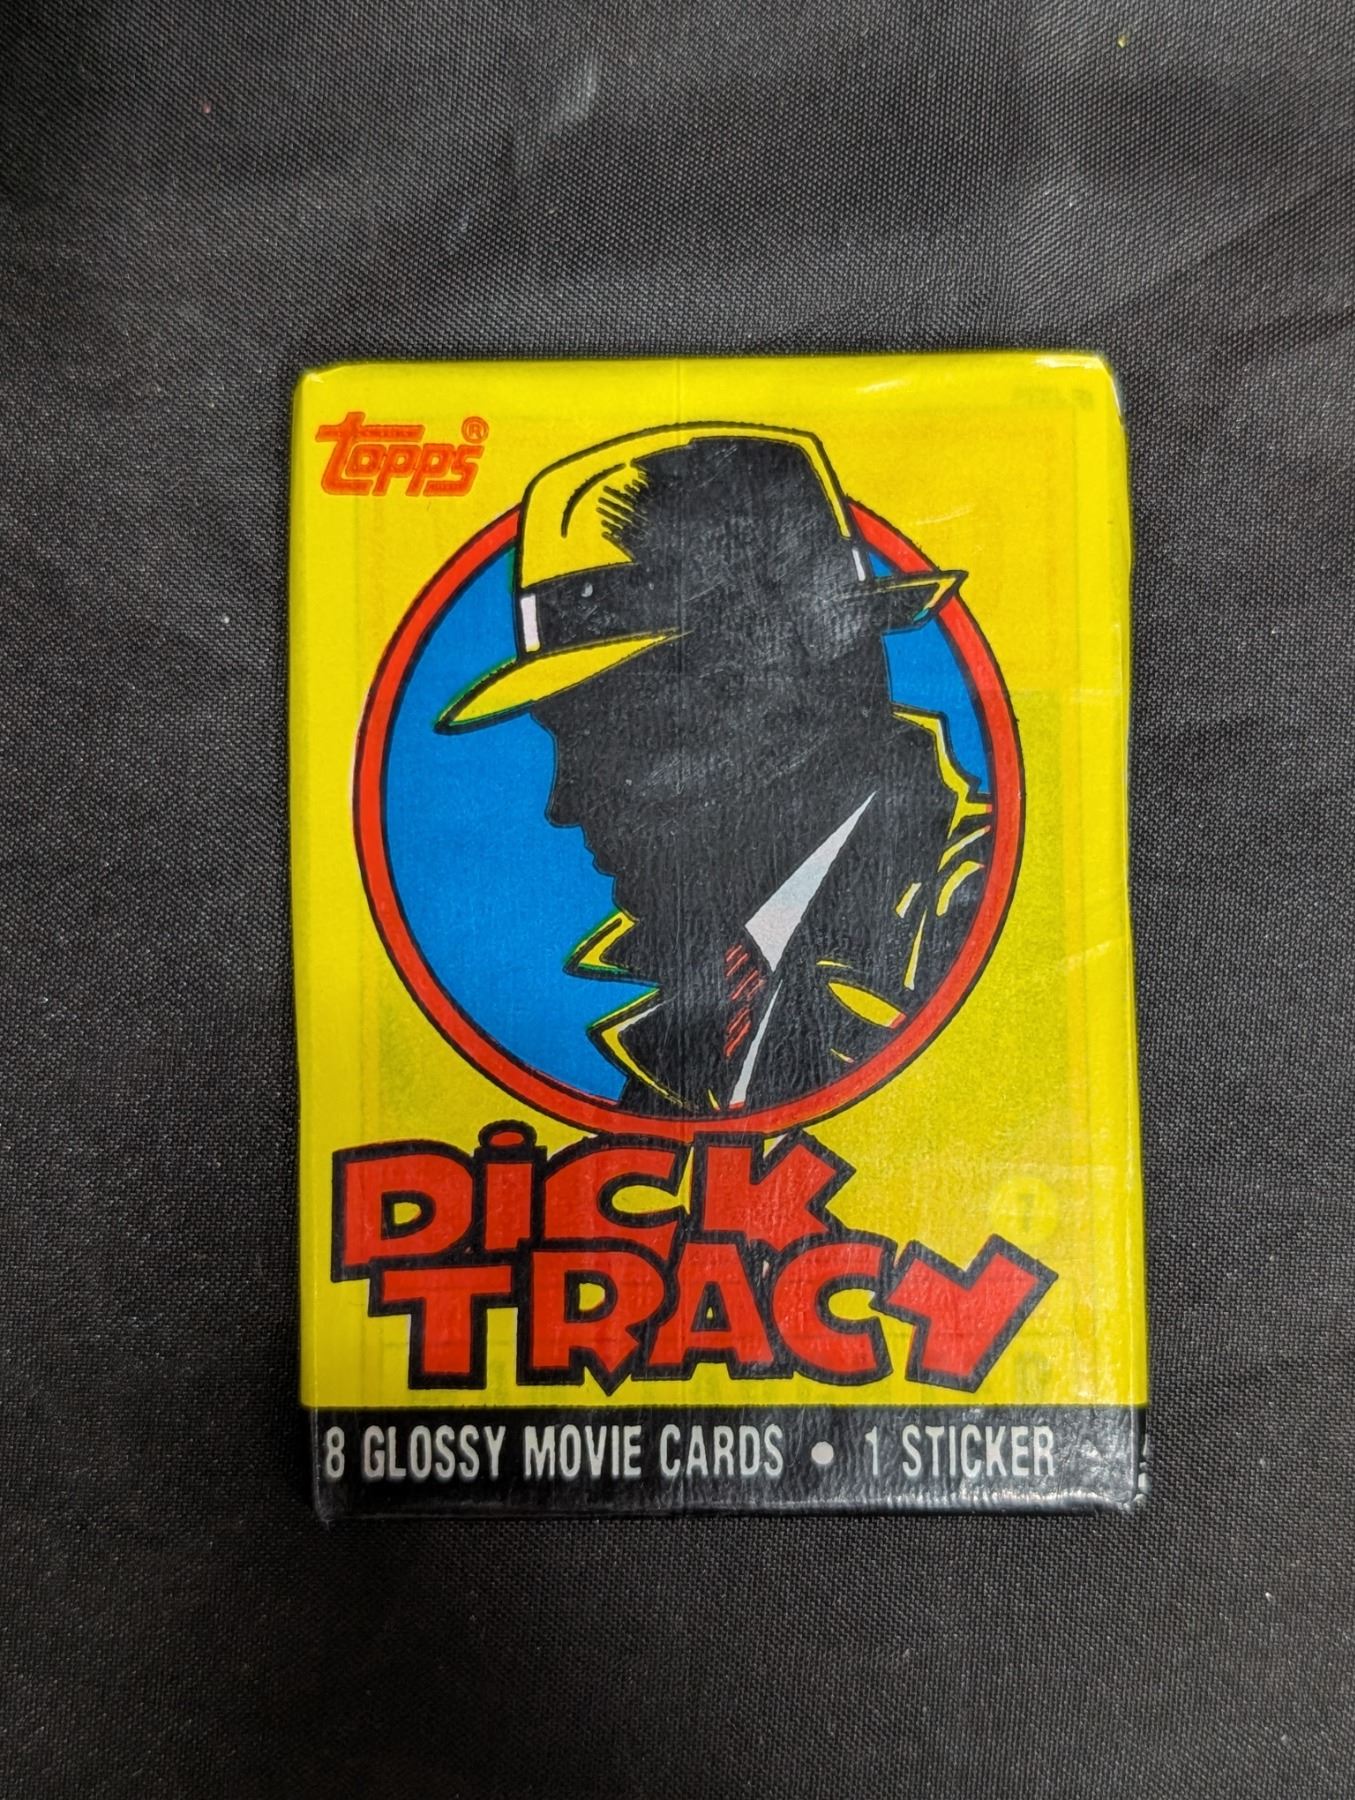 topps®
DiCK
TRACY
8 GLOSSY MOVIE CARDS • 1 STICKER